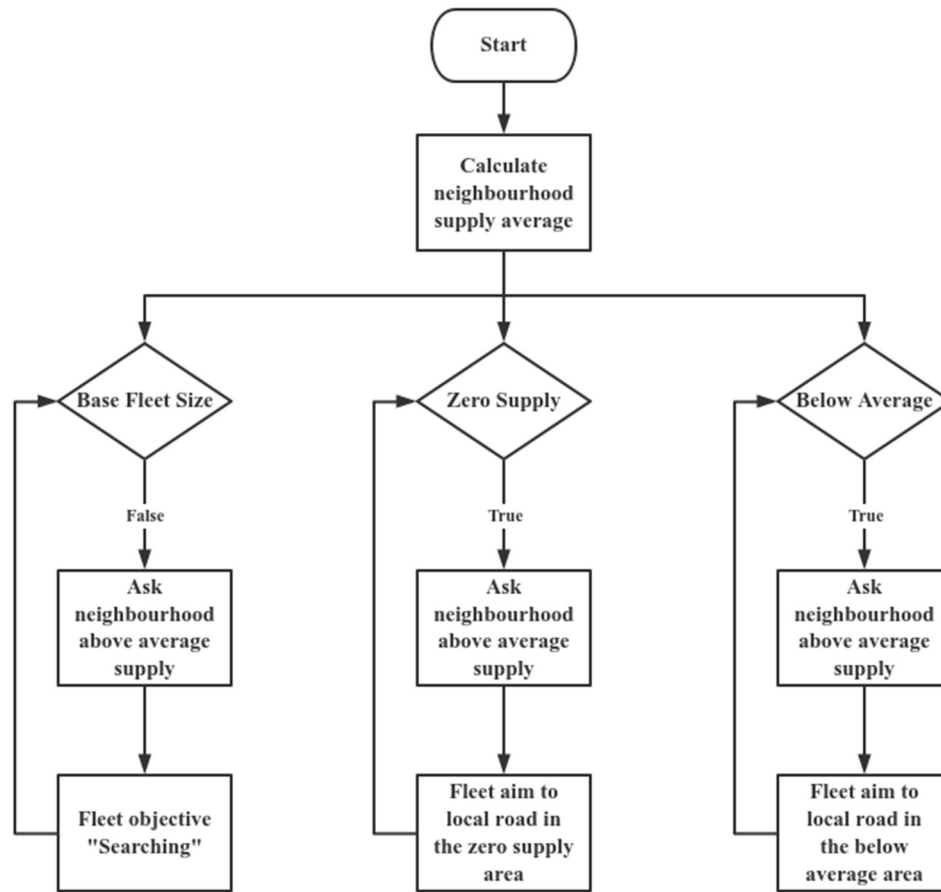 Start
Calculate
neighbourhood
supply average
Base Fleet Size
Zero Supply
Below Average
False
True
True
Ask
neighbourhood
above average
supply
Ask
neighbourhood
above average
supply
Ask
neighbourhood
above average
supply
Fleet objective
"Searching"
Fleet aim to
local road in
the zero supply
area
Fleet aim to
local road in
the below
average area